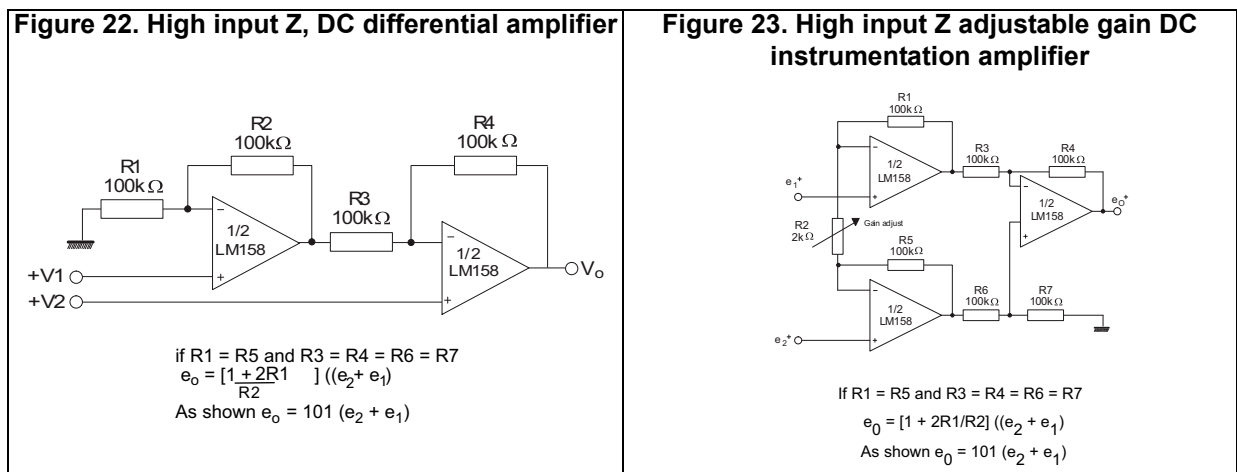 Figure 22. High input Z, DC differential amplifier
R1
100kΩ
R2
100kΩ
1/2
LM158
R3
100kΩ
R4
100kΩ
1/2
LM158
+V1
+V2
Vo
if R1 = R5 and R3 = R4 = R6 = R7
eo = [1 + 2R1 ] ((e2+ e1)
R2
As shown eo = 101 (e2 + e1)
Figure 23. High input Z adjustable gain DC
instrumentation amplifier
R1
100kΩ
1/2
LM158
R3
100kΩ
R4
100kΩ
e1+
1/2
LM158
eO+
R2
2kΩ
Gain adjust
R5
100kΩ
1/2
LM158
R6
100kΩ
R7
100kΩ
e2+
If R1 = R5 and R3 = R4 = R6 = R7
e0 = [1 + 2R1/R2] ((e2 + e1)
As shown e0 = 101 (e2 + e1)